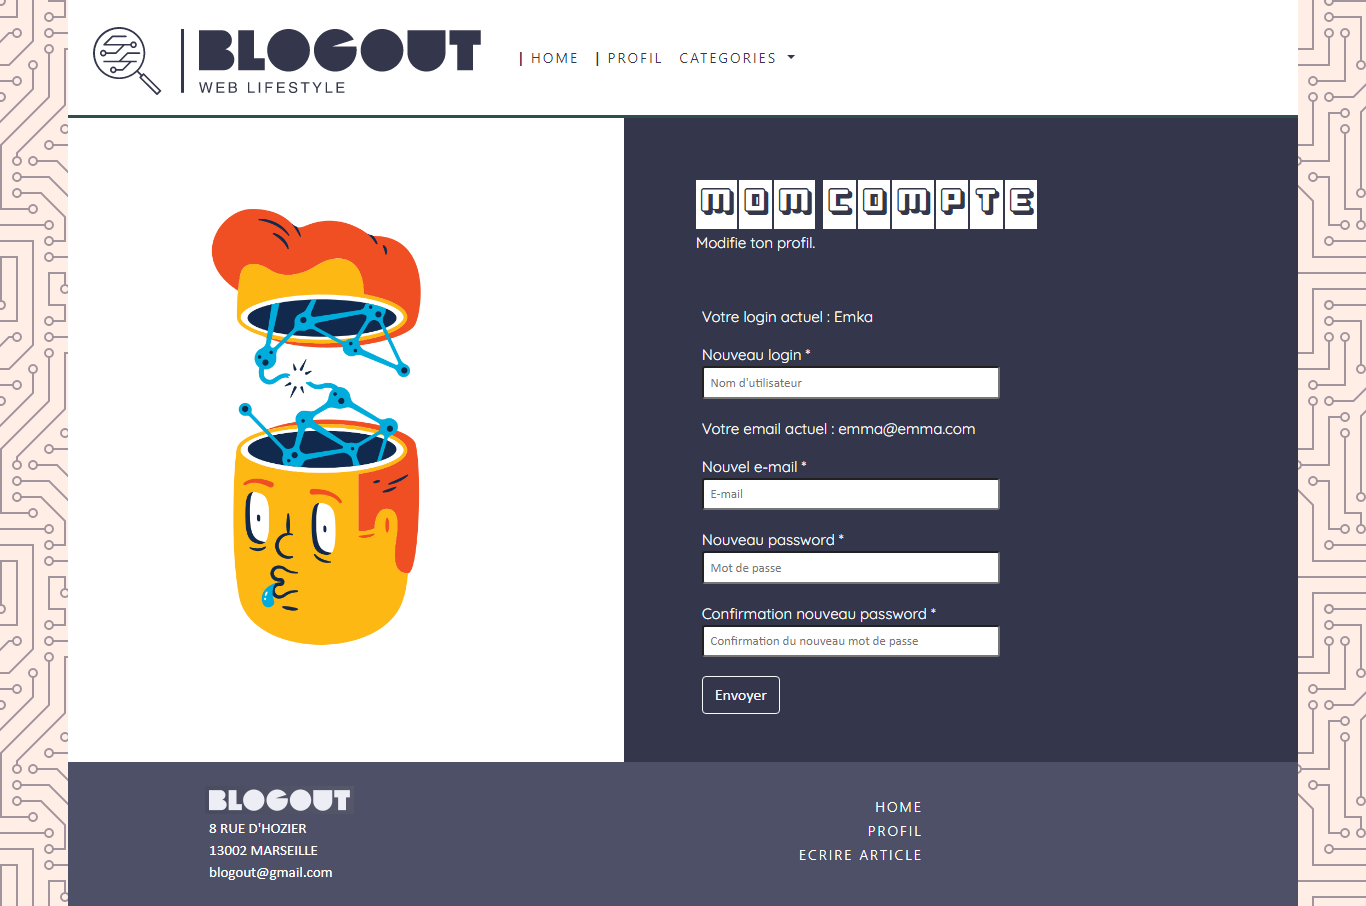 BLOGOUT
WEB LIFESTYLE
| HOME | PROFIL CATEGORIES
MOM COMPTE
Modifie ton profil.
Votre login actuel : Emka
Nouveau login *
Nom d'utilisateur
Votre email actuel : emma@emma.com
Nouvel e-mail *
E-mail
Nouveau password *
Mot de passe
Confirmation nouveau password *
Confirmation du nouveau mot de passe
Envoyer
BLOGOUT
8 RUE D'HOZIER
13002 MARSEILLE
blogout@gmail.com
HOME
PROFIL
ECRIRE ARTICLE